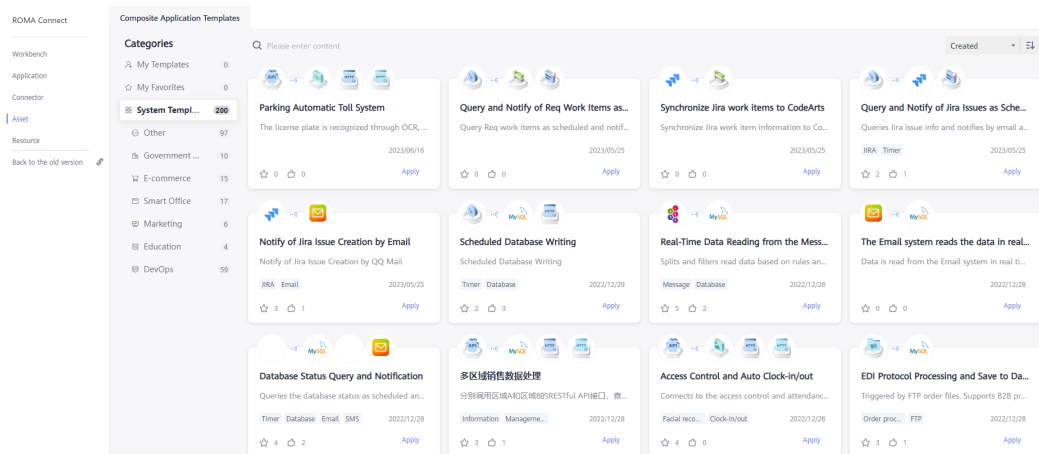 ROMA Connect
Workbench
Application
Connector
Asset
Resource
Back to the old version
Composite Application Templates
Categories
My Templates 0
My Favorites 0
System Templ... 200
Other 97
Government ... 10
E-commerce 15
Smart Office 17
Marketing 6
Education 4
DevOps 59
Please enter content
Created
Parking Automatic Toll System
The license plate is recognized through OCR, ...
2023/06/16
0 0 Apply
Query and Notify of Req Work Items as...
Query Req work items as scheduled and notif...
2023/05/25
0 0 Apply
Synchronize Jira work items to CodeArts
Synchronize Jira work item information to Co...
2023/05/25
0 0 Apply
Query and Notify of Jira Issues as Sche...
Queries Jira issue info and notifies by email a...
JIRA Timer 2023/05/25
2 1 Apply
Notify of Jira Issue Creation by Email
Notify of Jira Issue Creation by QQ Mail
JIRA Email 2023/05/25
3 1 Apply
MySQL
Scheduled Database Writing
Scheduled Database Writing
Timer Database 2022/12/29
2 3 Apply
MySQL
Real-Time Data Reading from the Mess...
Splits and filters read data based on rules an...
Message Database 2022/12/28
5 2 Apply
MySQL
The Email system reads the data in real...
Data is read from the Email system in real ti...
2022/12/28
0 0 Apply
MySQL
Database Status Query and Notification
Queries the database status as scheduled an...
Timer Database Email SMS 2022/12/28
4 2 Apply
API MySQL
多区域销售数据处理
分别调用区域A和区域B的RESTful API接口，查...
Information Manageme... 2022/12/28
3 1 Apply
API
Access Control and Auto Clock-in/out
Connects to the access control and attendanc...
Facial reco... Clock-in/out 2022/12/28
4 0 Apply
MySQL
EDI Protocol Processing and Save to Da...
Triggered by FTP order files. Supports B2B pr...
Order proc... FTP 2022/12/28
3 1 Apply